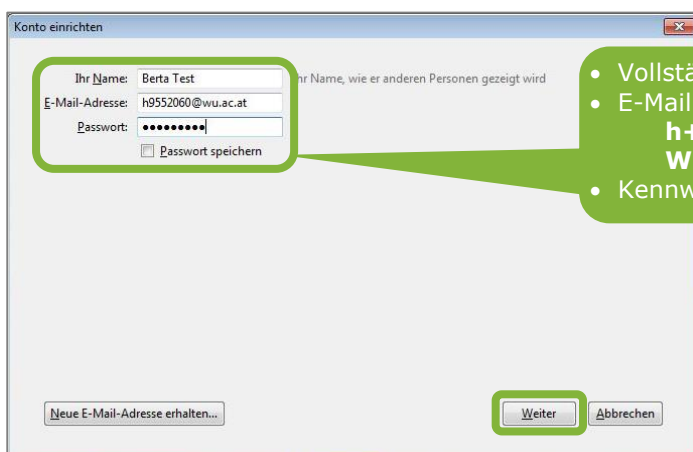 Konto einrichten
Ihr Name: Berta Test hr Name, wie er anderen Personen gezeigt wird
E-Mail-Adresse: h9552060@wu.ac.at
Passwort: •••••••••
Passwort speichern
• Vollstä
• E-Mail
h+
W
• Kennw
Neue E-Mail-Adresse erhalten... Weiter Abbrechen